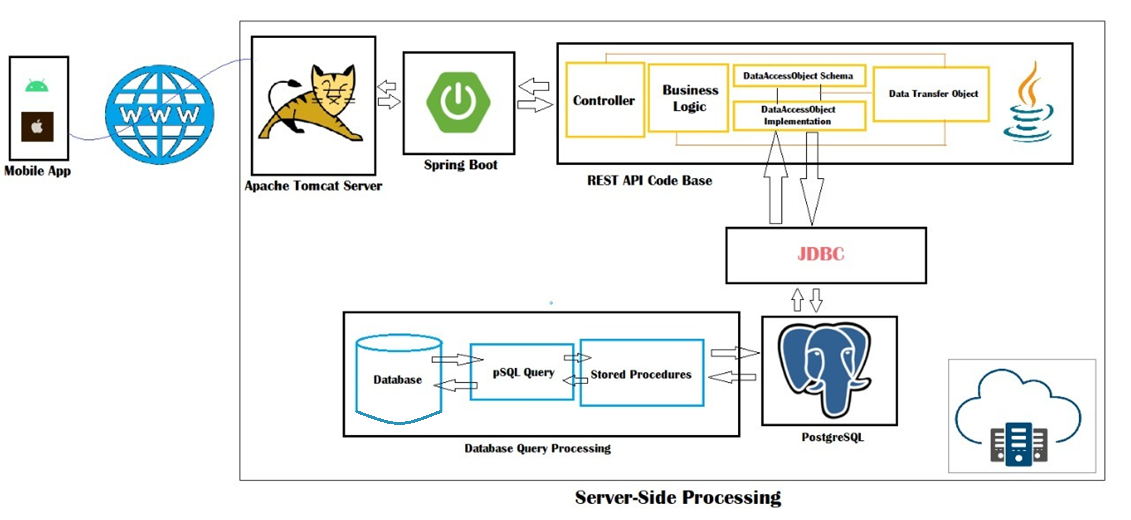 Mobile App
WWW
Apache Tomcat Server
Spring Boot
Controller
Business
Logic
DataAccessObject Schema
DataAccessObject
Implementation
Data Transfer Object
REST API Code Base
JDBC
Database
pSQL Query
Stored Procedures
Database Query Processing
PostgreSQL
Server-Side Processing